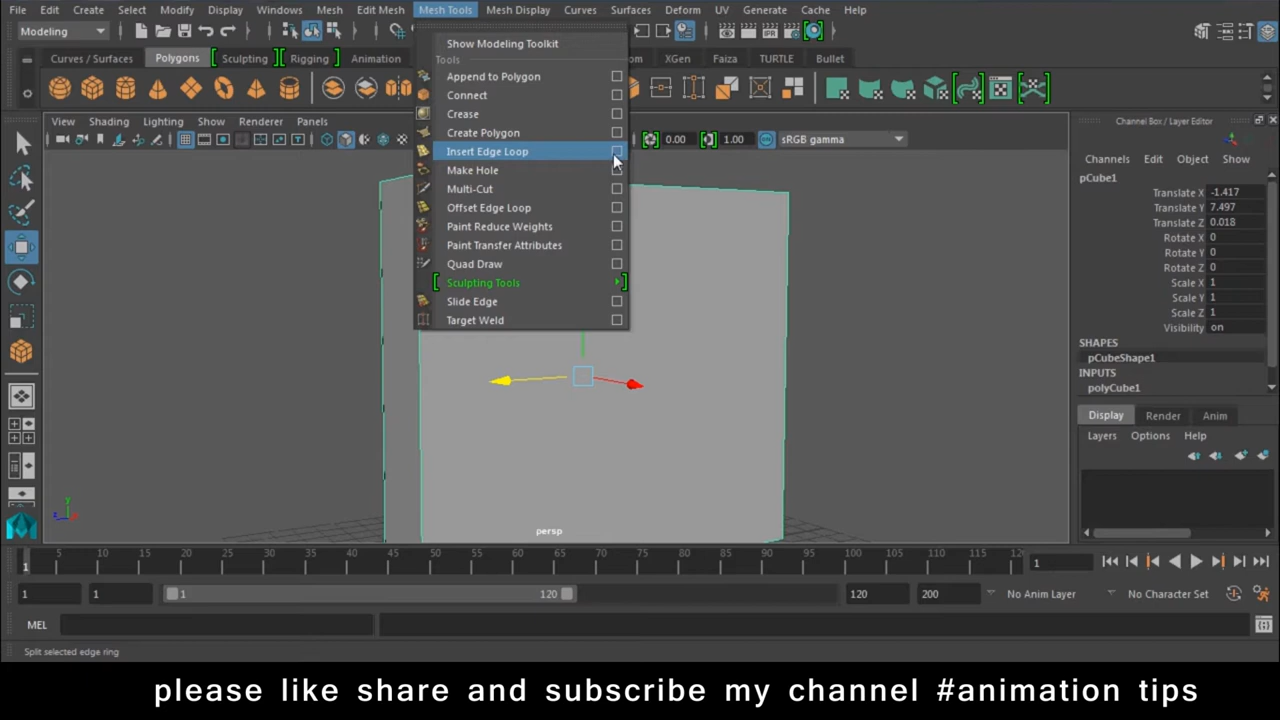 File Edit Create Select Modify Display Windows Mesh Edit Mesh Mesh Tools Mesh Display Curves Surfaces Deform UV Generate Cache Help
Modeling
Curves / Surfaces Polygons Sculpting Rigging Animation XGen Faiza TURTLE Bullet
Show Modeling Toolkit
Tools
Append to Polygon
Connect
Crease
Create Polygon
Insert Edge Loop
Make Hole
Multi-Cut
Offset Edge Loop
Paint Reduce Weights
Paint Transfer Attributes
Quad Draw
Sculpting Tools
Slide Edge
Target Weld
View Shading Lighting Show Renderer Panels
0.00 1.00 sRGB gamma
Channel Box / Layer Editor
Channels Edit Object Show
pCube1
Translate X -1.417
Translate Y 7.497
Translate Z 0.018
Rotate X 0
Rotate Y 0
Rotate Z 0
Scale X 1
Scale Y 1
Scale Z 1
Visibility on
SHAPES
pCubeShape1
INPUTS
polyCube1
Display Render Anim
Layers Options Help
y
z
persp
5 10 15 20 25 30 35 40 45 50 55 60 65 70 75 80 85 90 95 100 105 110 115
1 1
1 1 1 120 120 200 No Anim Layer No Character Set
MEL
Split selected edge ring
please like share and subscribe my channel #animation tips